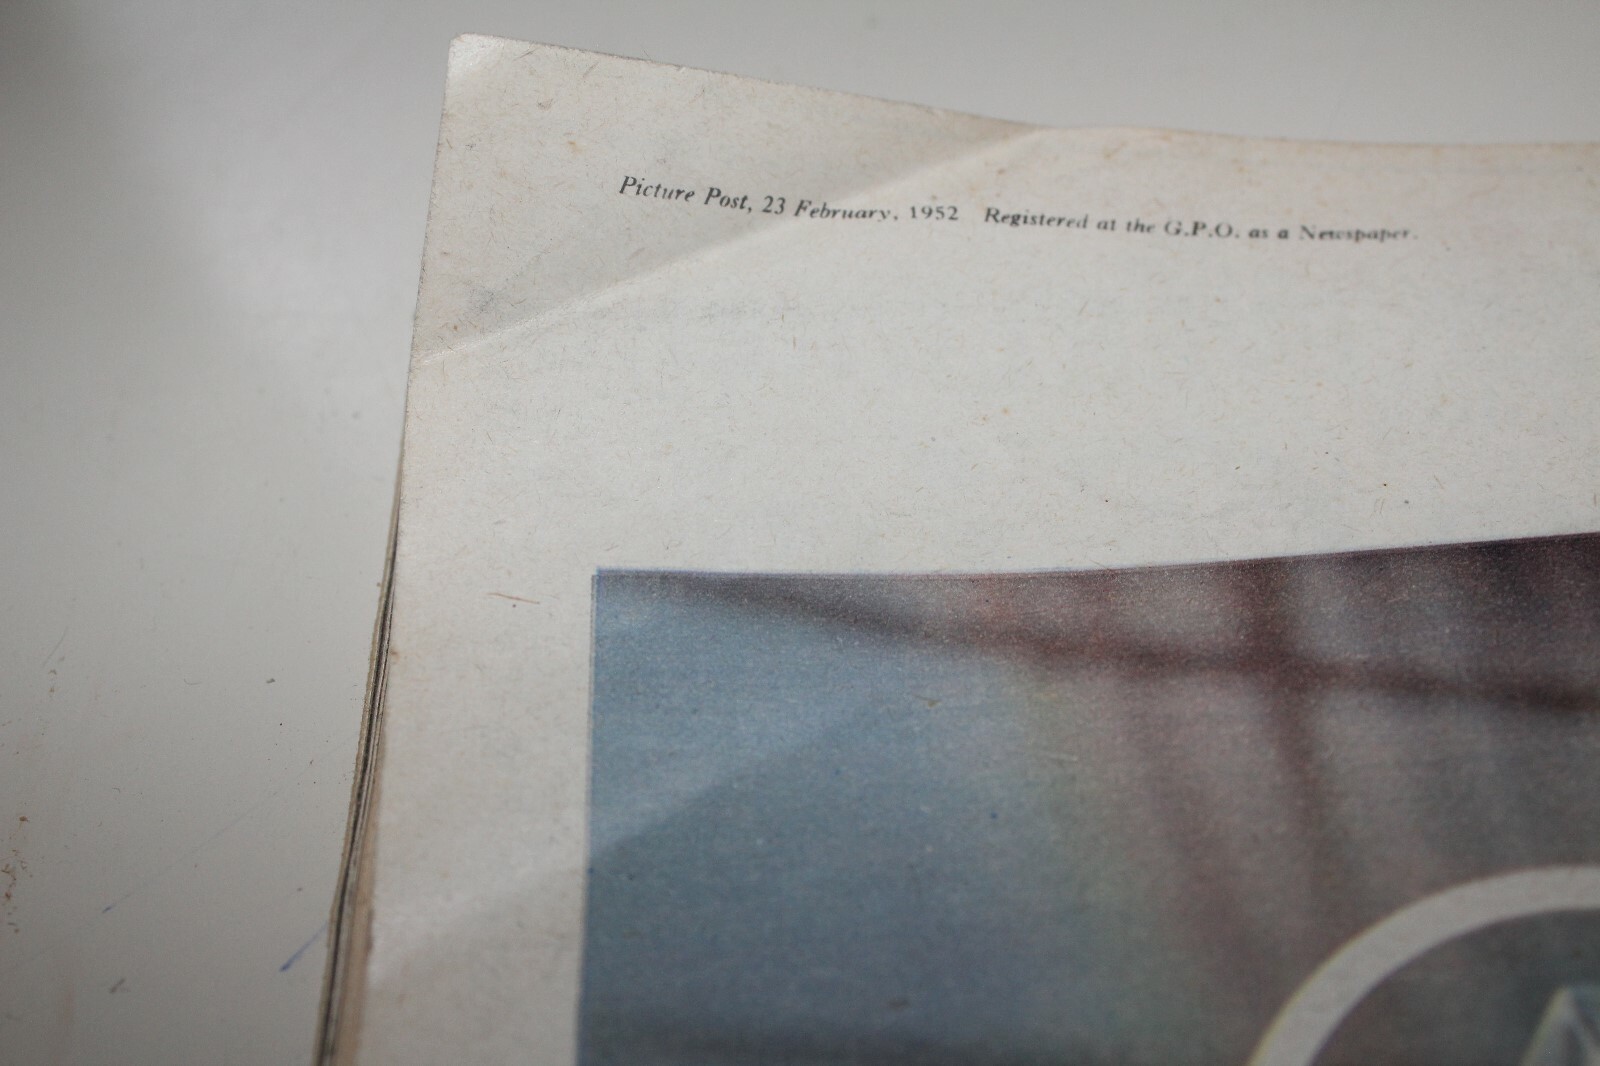 Picture Post, 23 February, 1952 Registered at the G.P.O. as a Newspaper.